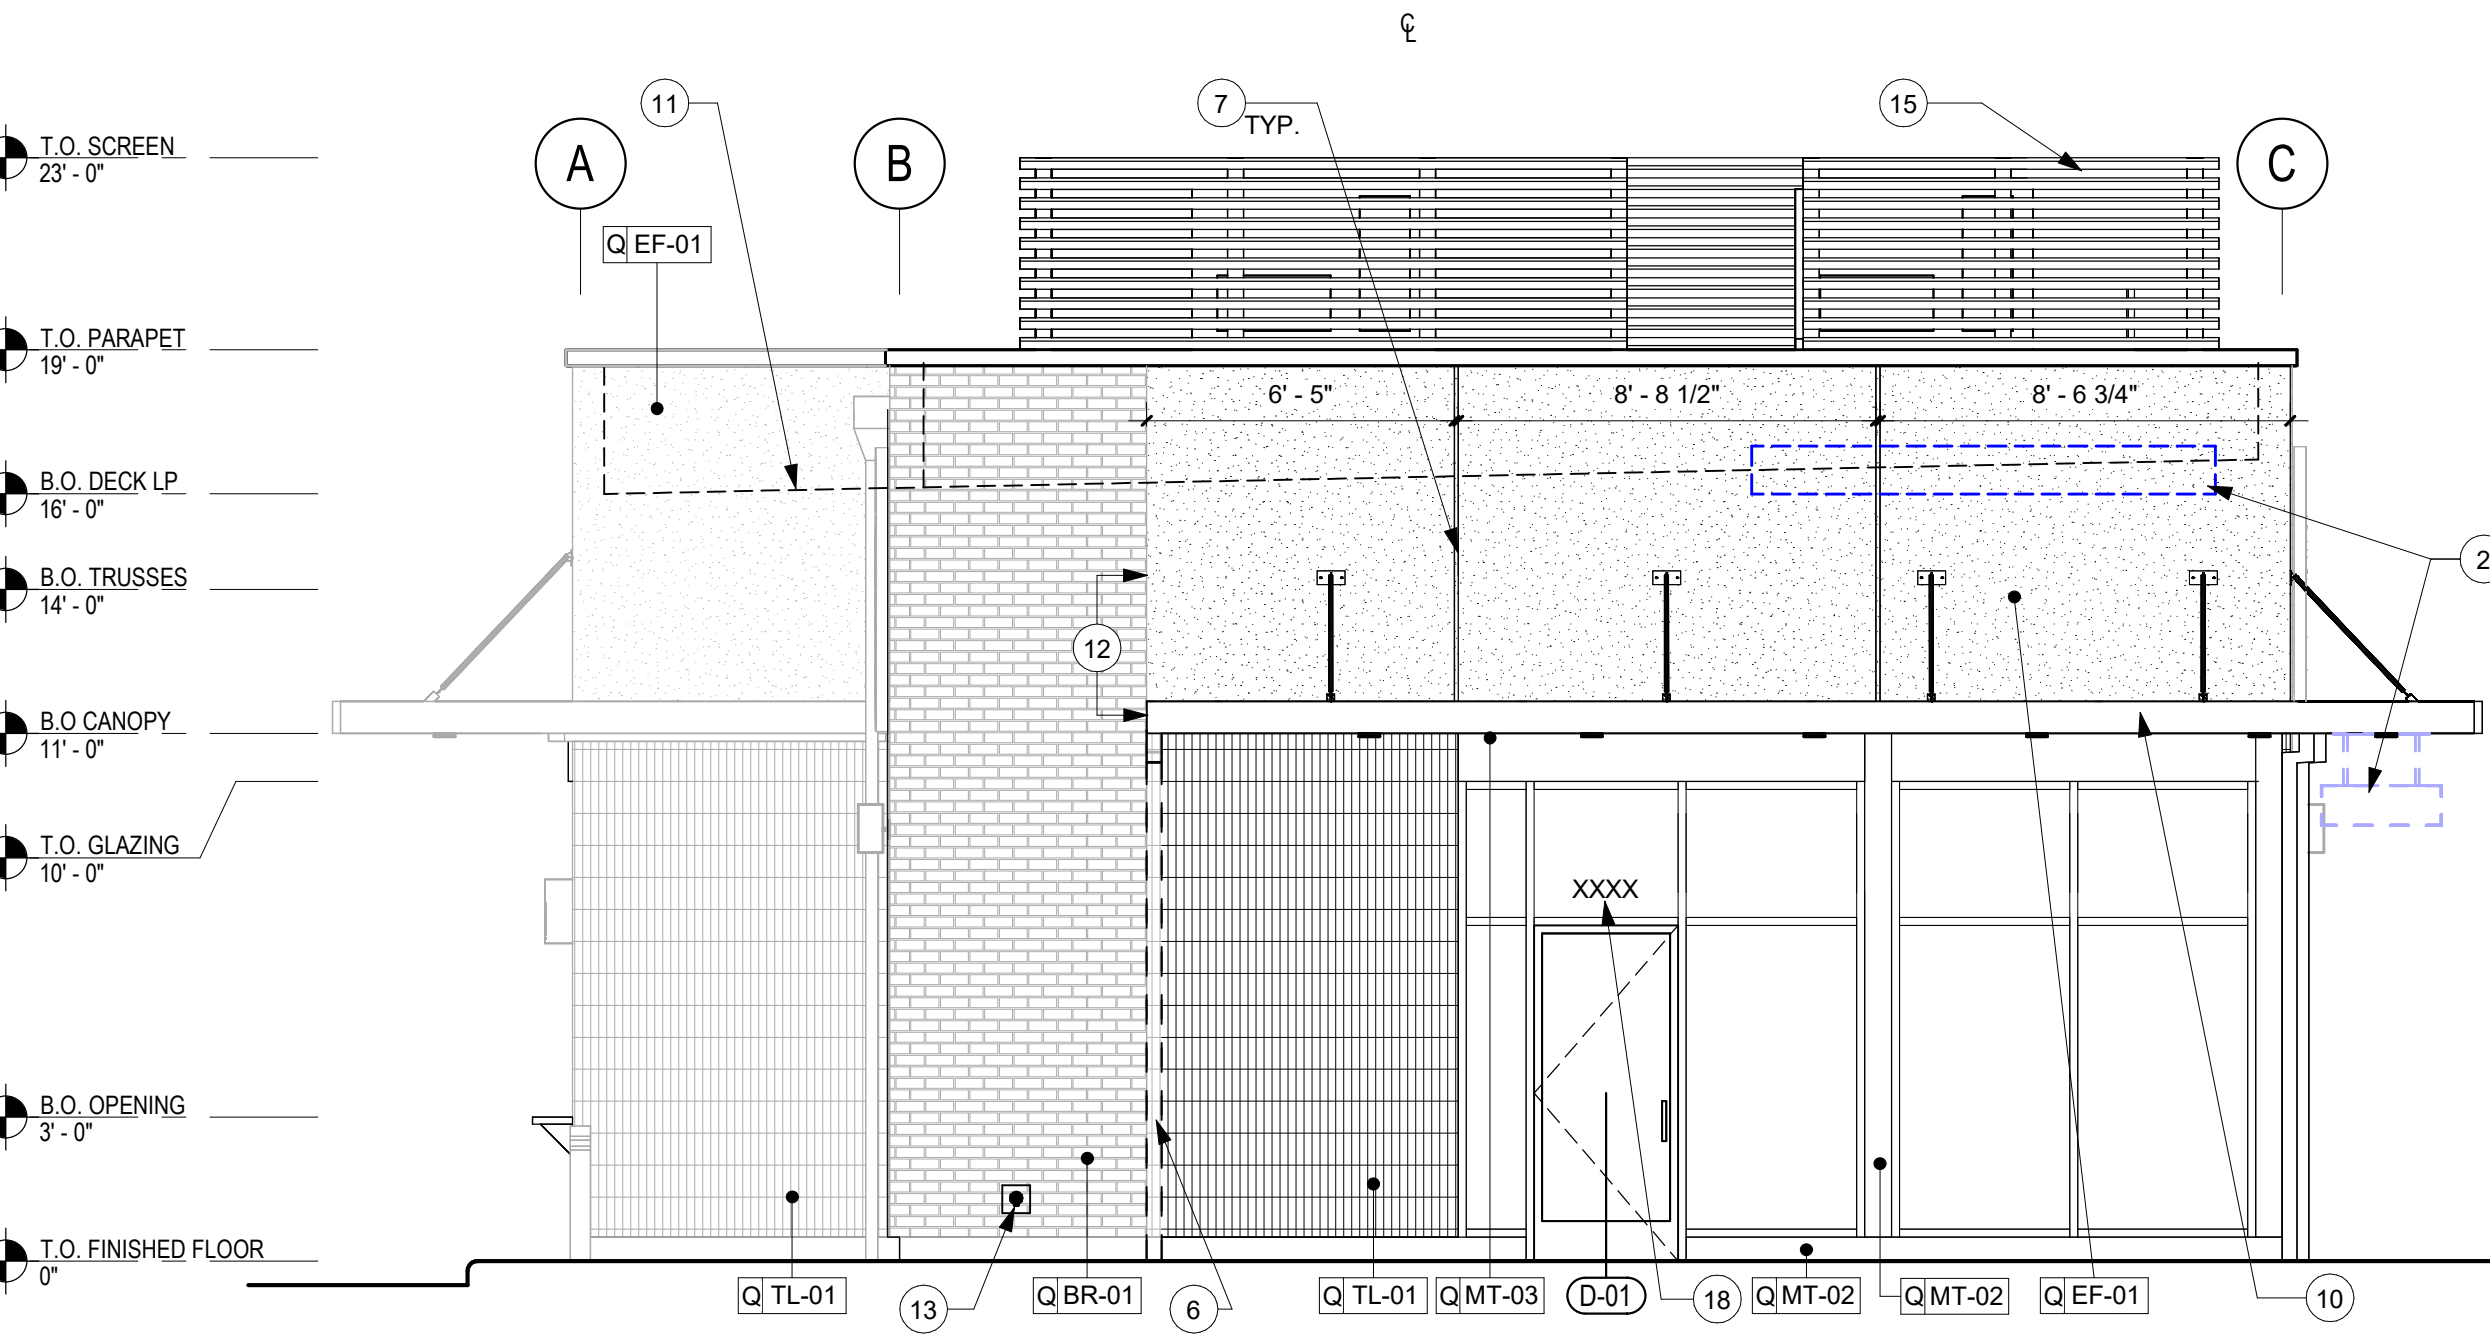 ℄
11
7
TYP.
15
A
B
C
T.O. SCREEN
23' - 0"
Q EF-01
T.O. PARAPET
19' - 0"
6' - 5"
8' - 8 1/2"
8' - 6 3/4"
B.O. DECK LP
16' - 0"
2
B.O. TRUSSES
14' - 0"
12
B.O CANOPY
11' - 0"
T.O. GLAZING
10' - 0"
XXXX
B.O. OPENING
3' - 0"
T.O. FINISHED FLOOR
0"
Q TL-01
13
Q BR-01
6
Q TL-01
Q MT-03
D-01
18
Q MT-02
Q MT-02
Q EF-01
10